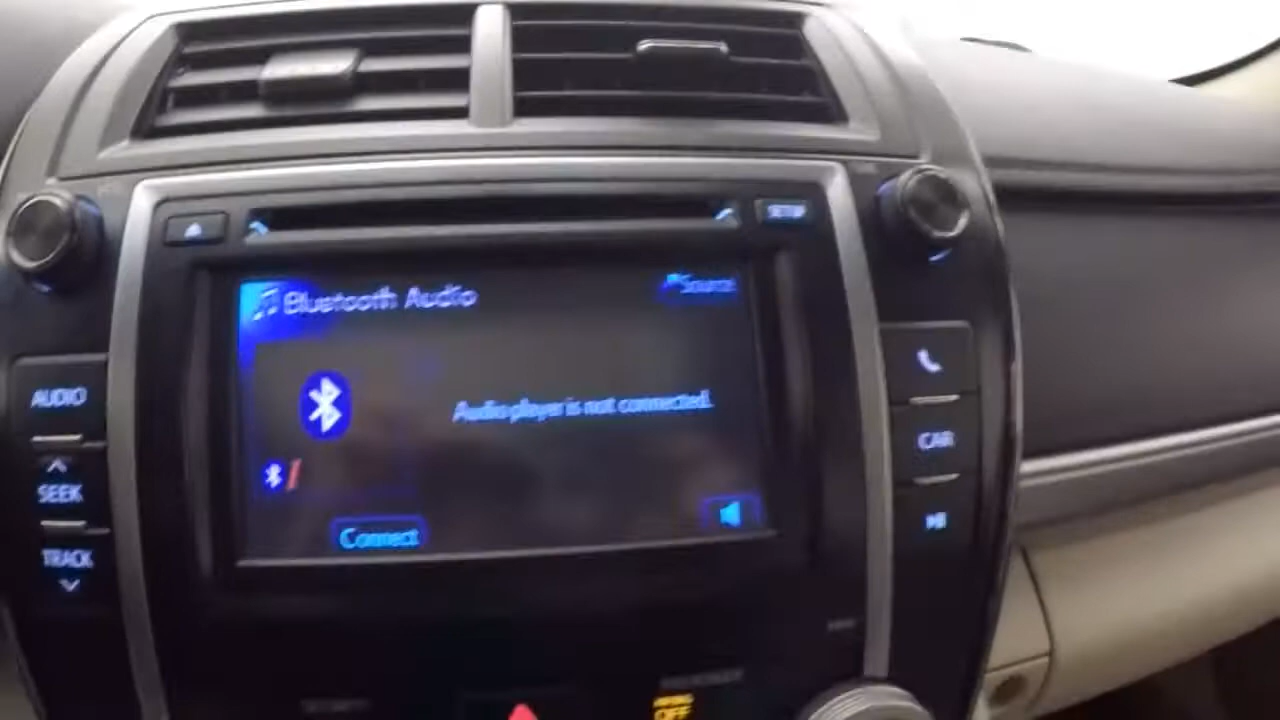 SETUP
Bluetooth Audio
Source
AUDIO
Audio player is not connected.
CAR
SEEK
TRACK
Connect
OFF